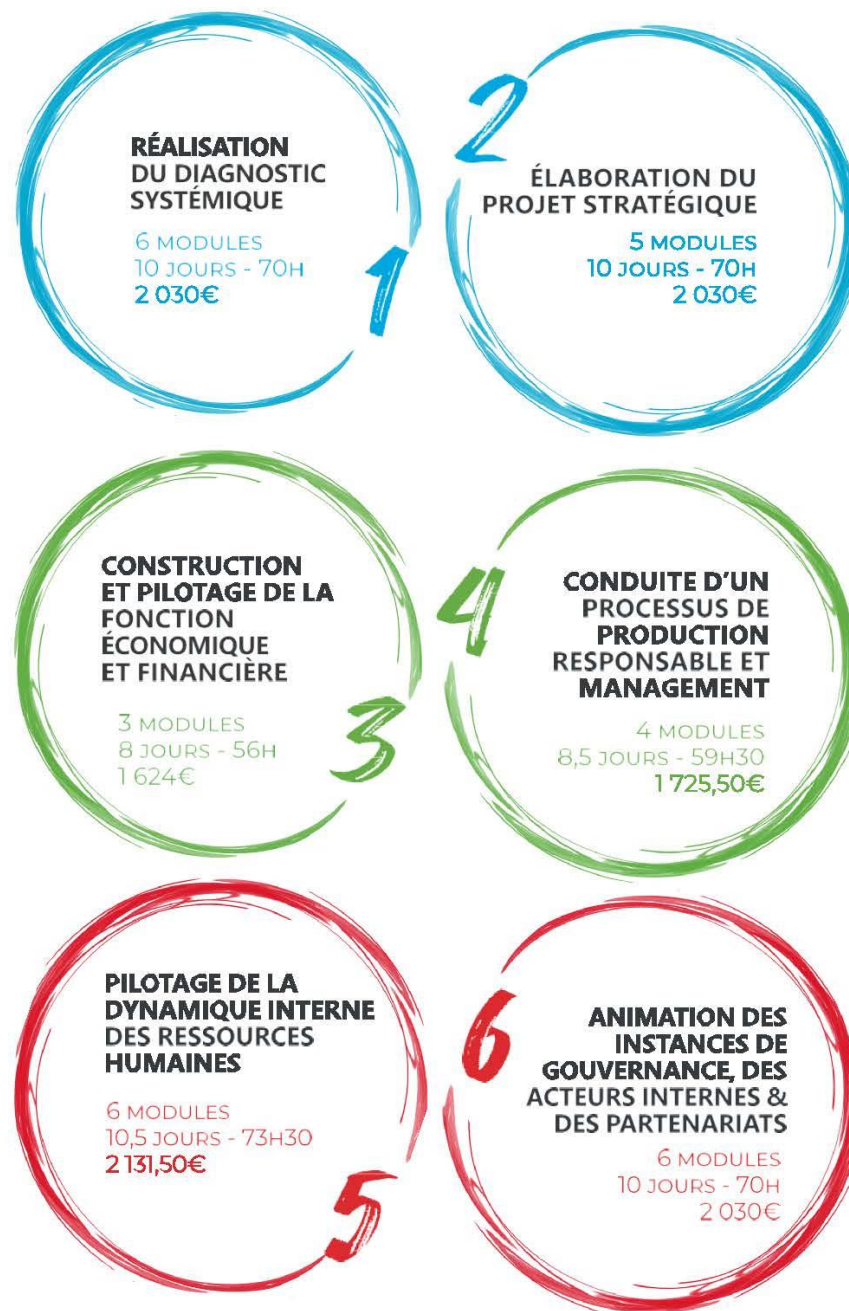 RÉALISATION
DU DIAGNOSTIC
SYSTÉMIQUE
6 MODULES
10 JOURS - 70H
2 030€
1
2
ÉLABORATION DU
PROJET STRATÉGIQUE
5 MODULES
10 JOURS - 70H
2 030€
CONSTRUCTION
ET PILOTAGE DE LA
FONCTION
ÉCONOMIQUE
ET FINANCIÈRE
3 MODULES
8 JOURS - 56H
1 624€
3
4
CONDUITE D'UN
PROCESSUS DE
PRODUCTION
RESPONSABLE ET
MANAGEMENT
4 MODULES
8,5 JOURS - 59H30
1 725,50€
PILOTAGE DE LA
DYNAMIQUE INTERNE
DES RESSOURCES
HUMAINES
6 MODULES
10,5 JOURS - 73H30
2 131,50€
5
6
ANIMATION DES
INSTANCES DE
GOUVERNANCE, DES
ACTEURS INTERNES &
DES PARTENARIATS
6 MODULES
10 JOURS - 70H
2 030€